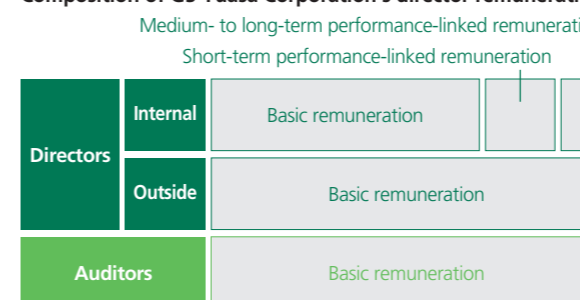 Medium- to long-term performance-linked
Short-term performance-linked remuneration
Internal
Basic remuneration
Directors
Outside
Basic remuneration
Auditors
Basic remuneration